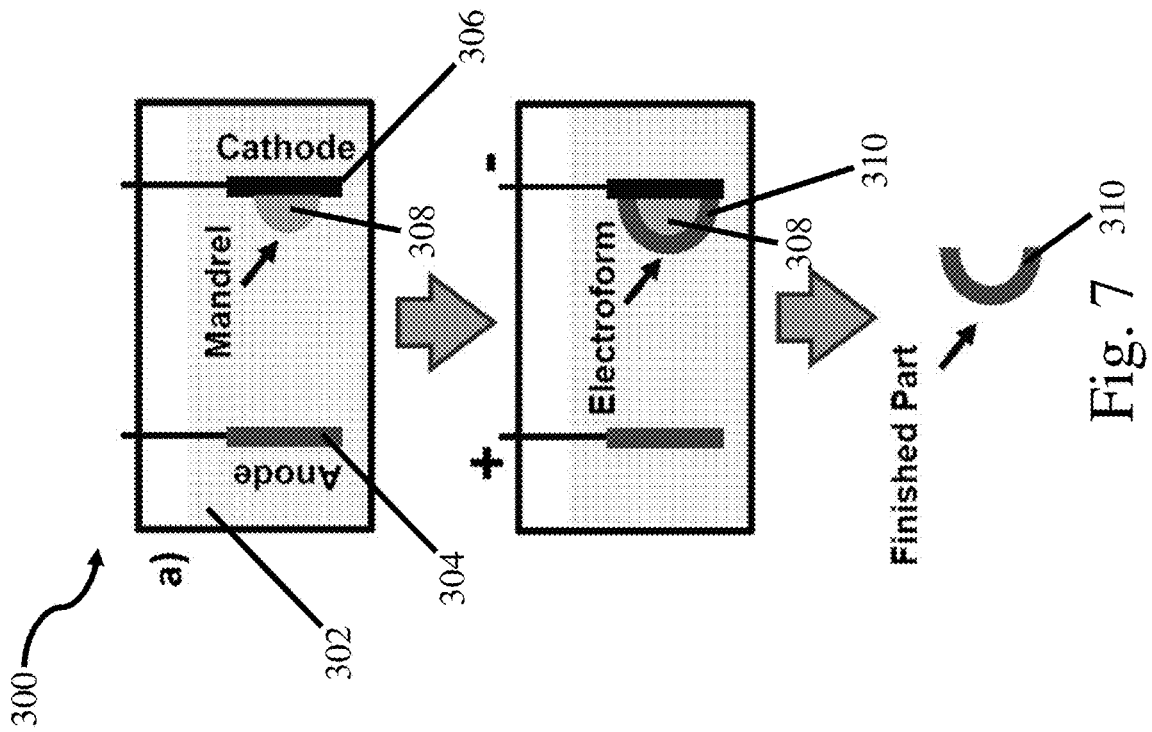 300
a)
302
Anode
304
Mandrel
308
Cathode
306
+
-
Electroform
308
310
Finished Part
310
Fig. 7